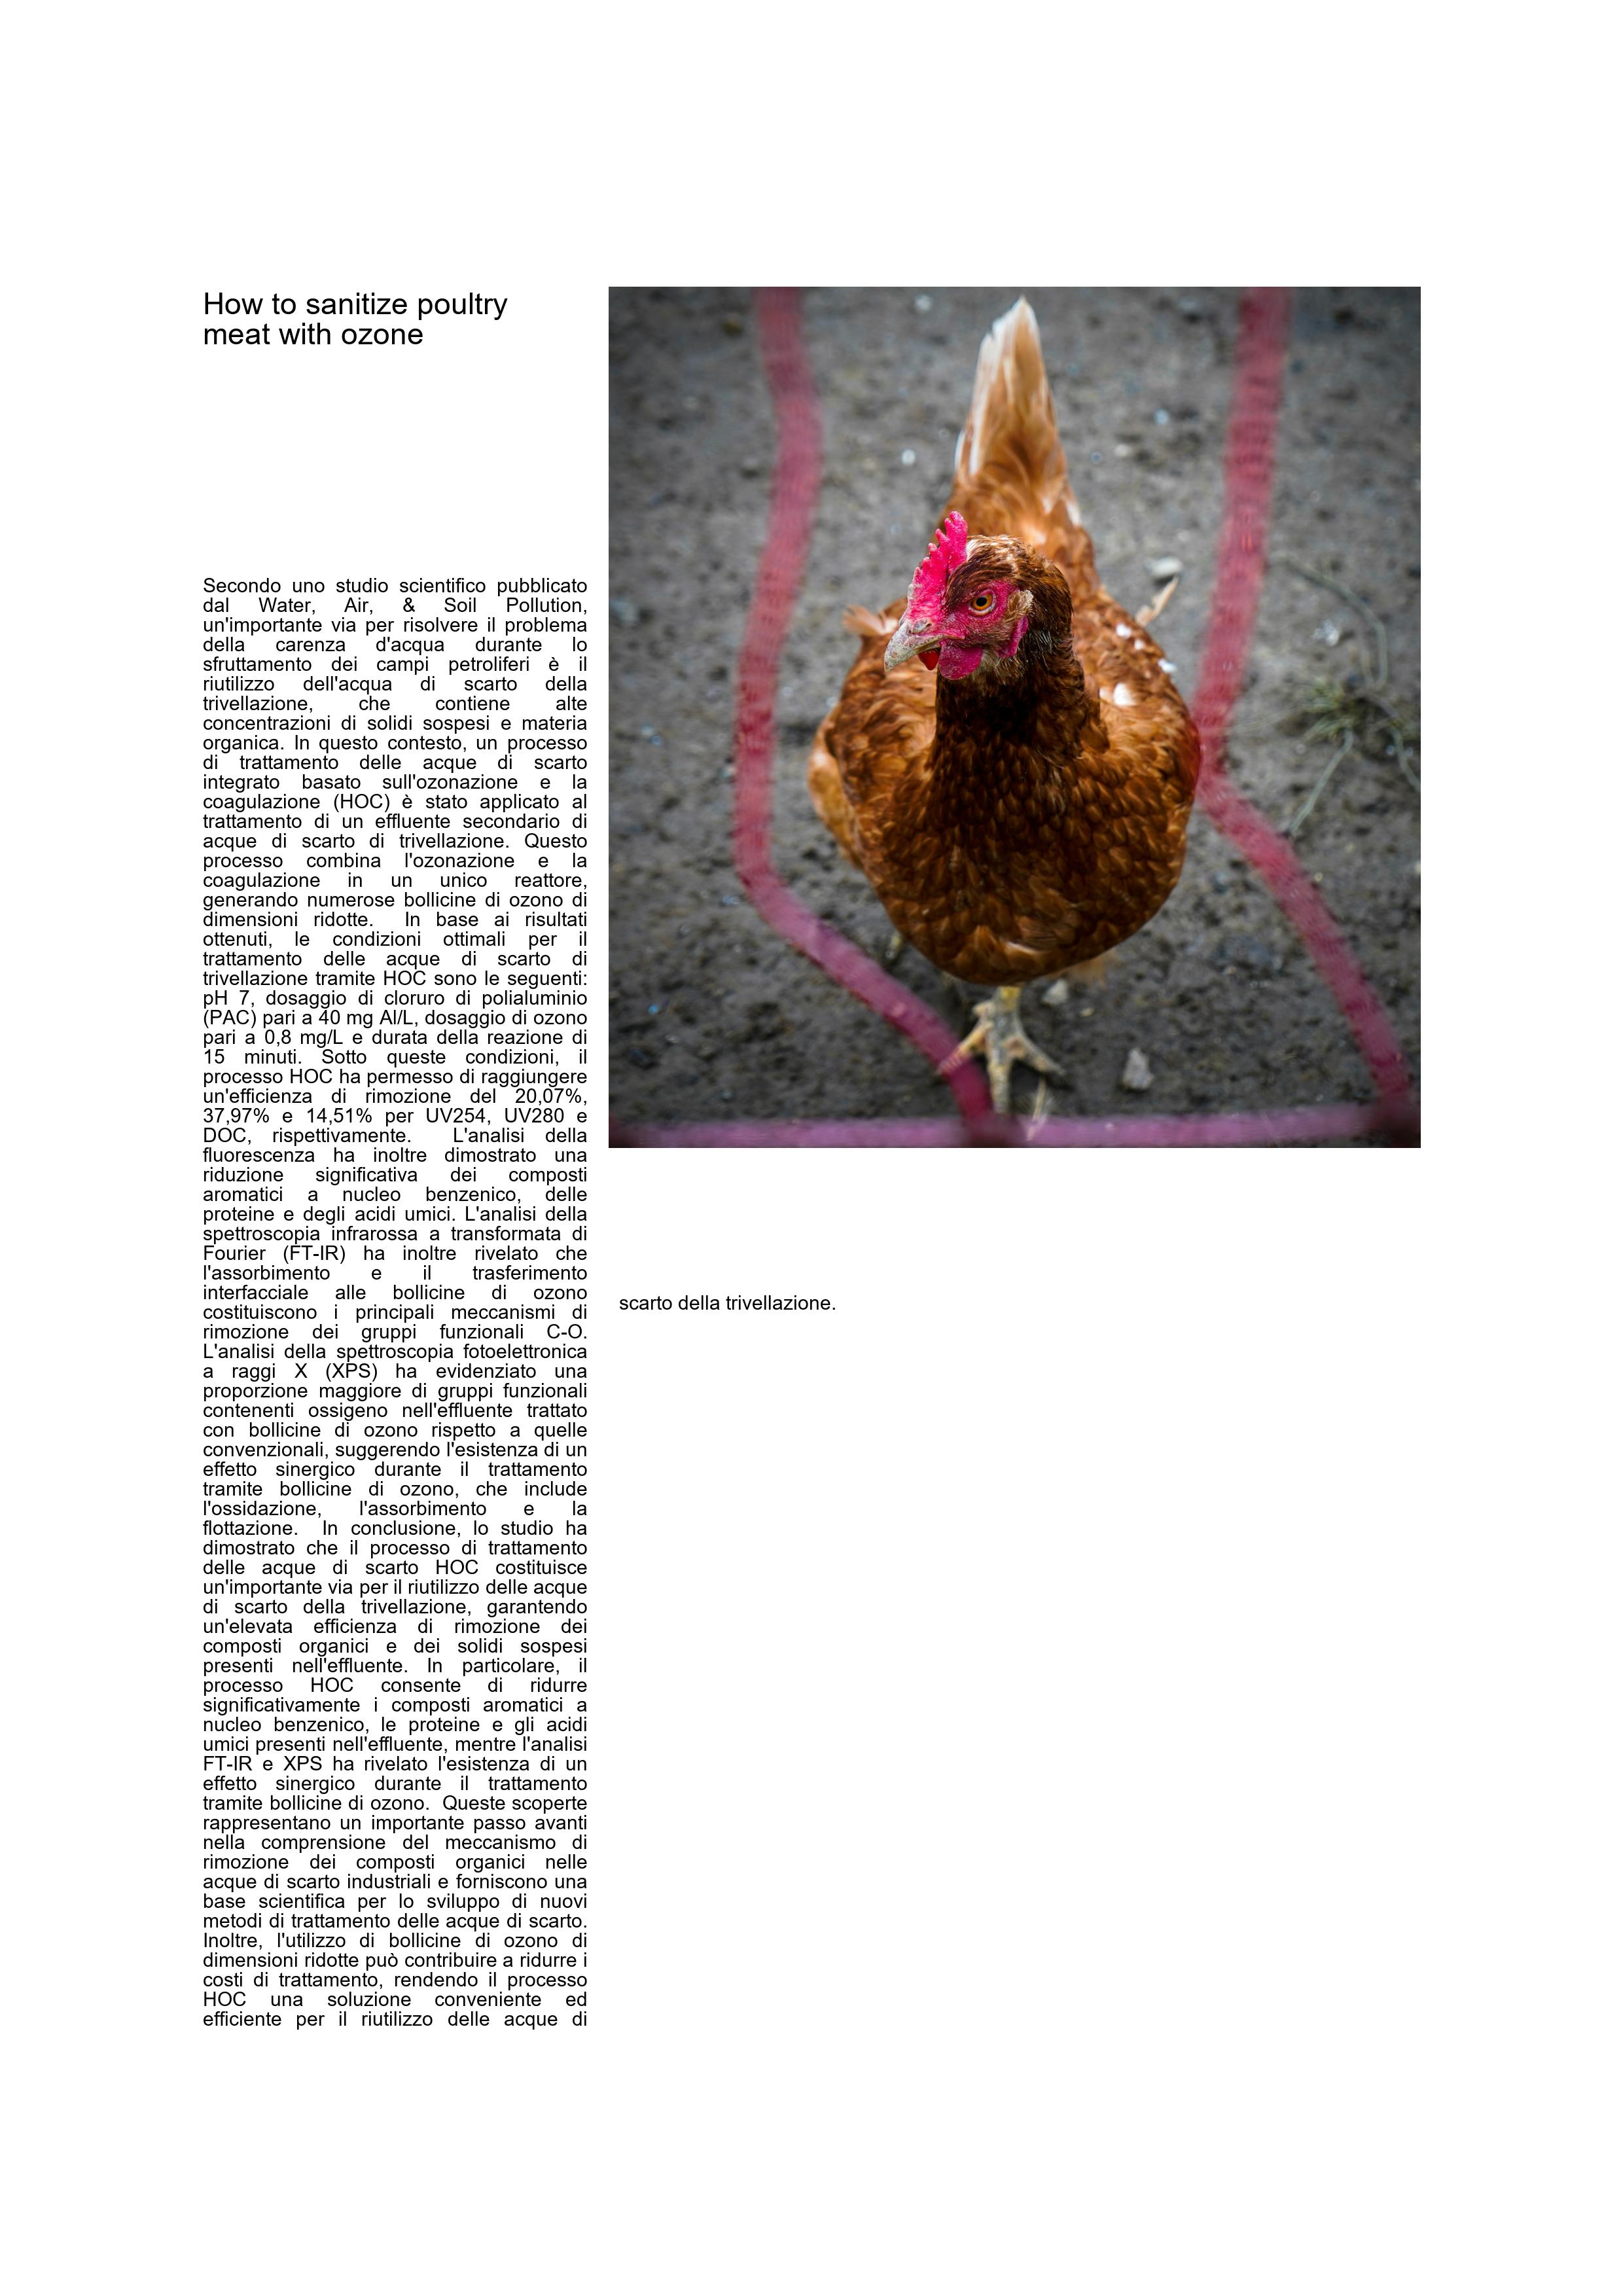 How to sanitize poultry
meat with ozone
Secondo uno studio scientifico pubblicato
dal Water, Air, & Soil Pollution,
un'importante via per risolvere il problema
della carenza d'acqua durante lo
sfruttamento dei campi petroliferi è il
riutilizzo dell'acqua di scarto della
trivellazione, che contiene alte
concentrazioni di solidi sospesi e materia
organica. In questo contesto, un processo
di trattamento delle acque di scarto
integrato basato sull'ozonazione e la
coagulazione (HOC) è stato applicato al
trattamento di un effluente secondario di
acque di scarto di trivellazione. Questo
processo combina l'ozonazione e la
coagulazione in un unico reattore,
generando numerose bollicine di ozono di
dimensioni ridotte. In base ai risultati
ottenuti, le condizioni ottimali per il
trattamento delle acque di scarto di
trivellazione tramite HOC sono le seguenti:
pH 7, dosaggio di cloruro di polialuminio
(PAC) pari a 40 mg Al/L, dosaggio di ozono
pari a 0,8 mg/L e durata della reazione di
15 minuti. Sotto queste condizioni, il
processo HOC ha permesso di raggiungere
un'efficienza di rimozione del 20,07%,
37,97% e 14,51% per UV254, UV280 e
DOC, rispettivamente. L'analisi della
fluorescenza ha inoltre dimostrato una
riduzione significativa dei composti
aromatici a nucleo benzenico, delle
proteine e degli acidi umici. L'analisi della
spettroscopia infrarossa a transformata di
Fourier (FT-IR) ha inoltre rivelato che
l'assorbimento e il trasferimento
interfacciale alle bollicine di ozono
costituiscono i principali meccanismi di
rimozione dei gruppi funzionali C-O.
L'analisi della spettroscopia fotoelettronica
a raggi X (XPS) ha evidenziato una
proporzione maggiore di gruppi funzionali
contenenti ossigeno nell'effluente trattato
con bollicine di ozono rispetto a quelle
convenzionali, suggerendo l'esistenza di un
effetto sinergico durante il trattamento
tramite bollicine di ozono, che include
l'ossidazione, l'assorbimento e la
flottazione. In conclusione, lo studio ha
dimostrato che il processo di trattamento
delle acque di scarto HOC costituisce
un'importante via per il riutilizzo delle acque
di scarto della trivellazione, garantendo
un'elevata efficienza di rimozione dei
composti organici e dei solidi sospesi
presenti nell'effluente. In particolare, il
processo HOC consente di ridurre
significativamente i composti aromatici a
nucleo benzenico, le proteine e gli acidi
umici presenti nell'effluente, mentre l'analisi
FT-IR e XPS ha rivelato l'esistenza di un
effetto sinergico durante il trattamento
tramite bollicine di ozono. Queste scoperte
rappresentano un importante passo avanti
nella comprensione del meccanismo di
rimozione dei composti organici nelle
acque di scarto industriali e forniscono una
base scientifica per lo sviluppo di nuovi
metodi di trattamento delle acque di scarto.
Inoltre, l'utilizzo di bollicine di ozono di
dimensioni ridotte può contribuire a ridurre i
costi di trattamento, rendendo il processo
HOC una soluzione conveniente ed
efficiente per il riutilizzo delle acque di
scarto della trivellazione.